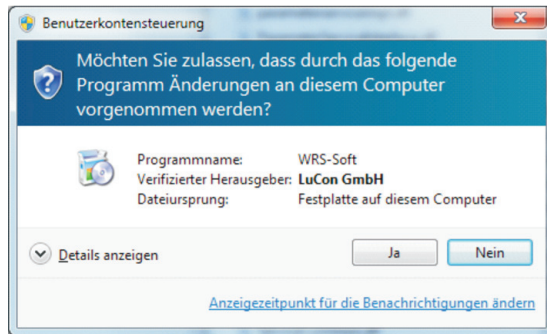 Benutzerkontensteuerung
Möchten Sie zulassen, dass durch das folgende
Programm Änderungen an diesem Computer
vorgenommen werden?
Programmname: WRS-Soft
Verifizierter Herausgeber: LuCon GmbH
Dateiursprung: Festplatte auf diesem Computer
Details anzeigen Ja Nein
Anzeigezeitpunkt für die Benachrichtigungen ändern